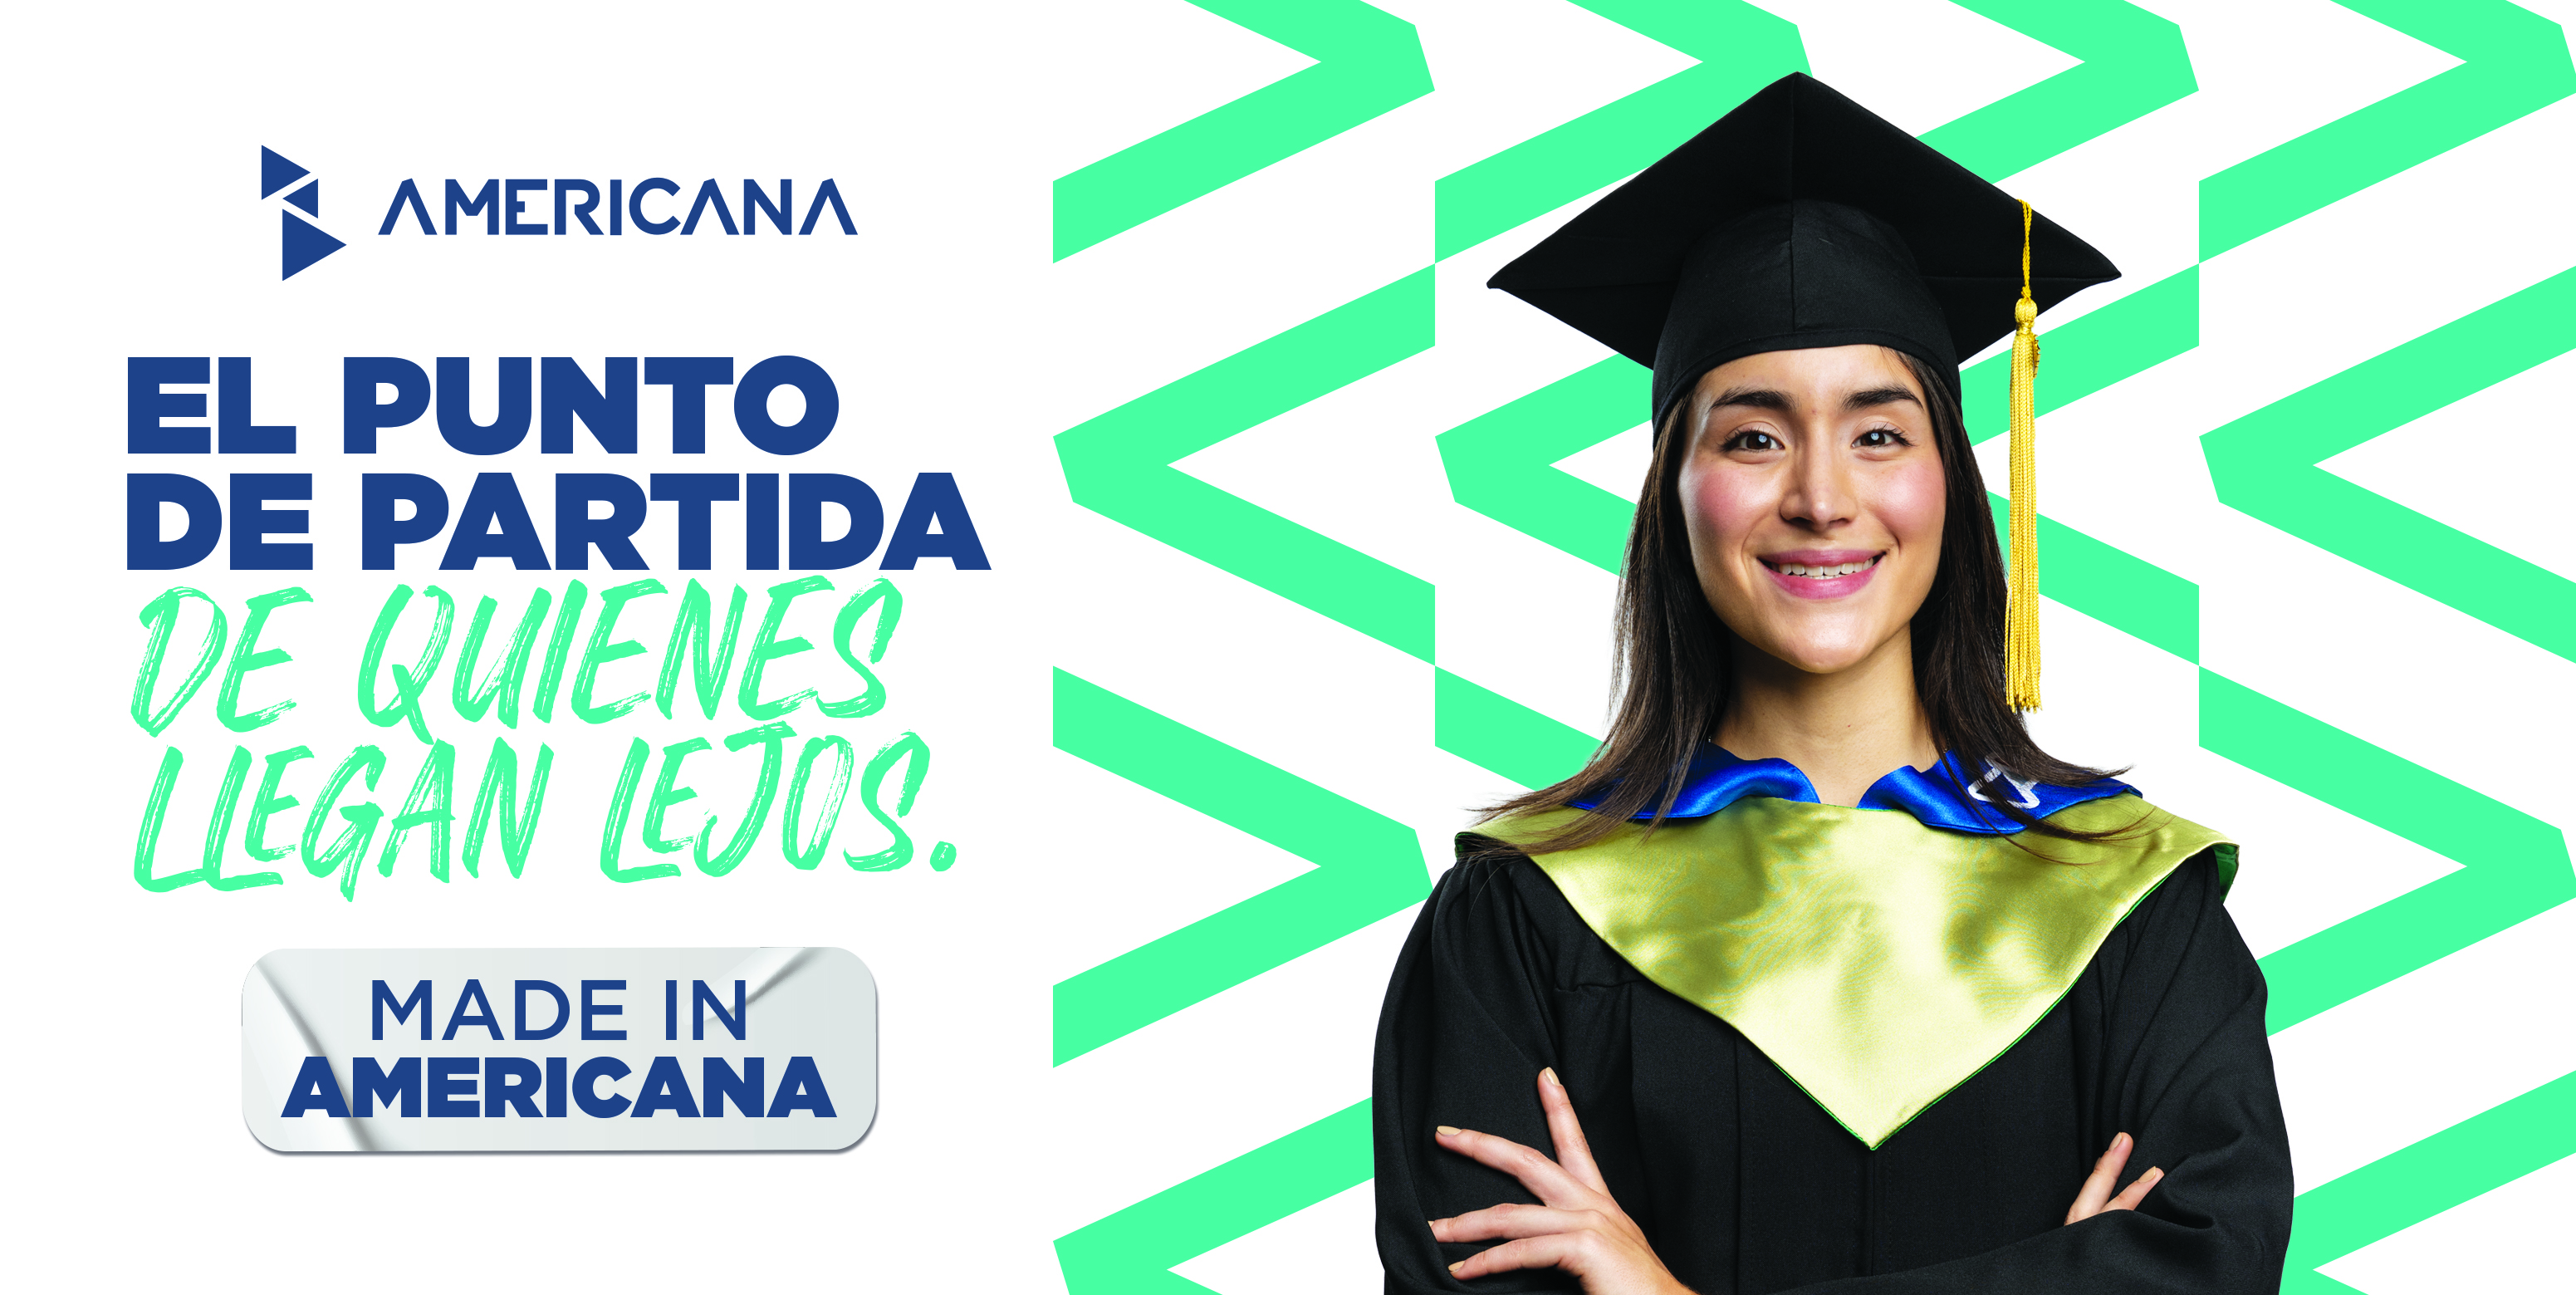 AMERICANA
EL PUNTO
DE PARTIDA
DE QUIENES
LLEGAN LEJOS.
MADE IN
AMERICANA